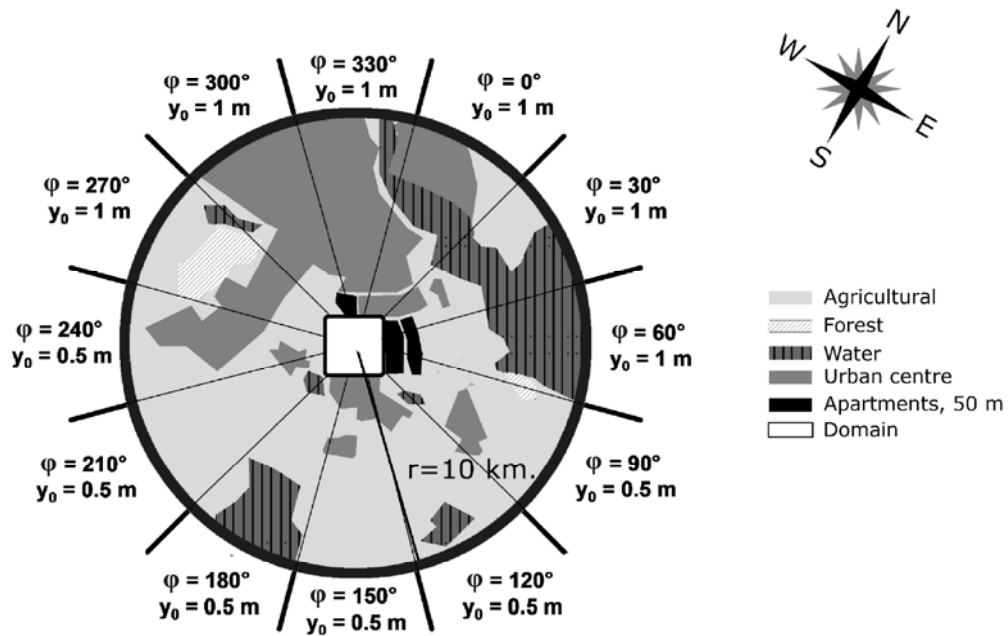 φ = 330°
y₀ = 1 m
φ = 0°
y₀ = 1 m
φ = 30°
y₀ = 1 m
φ = 60°
y₀ = 1 m
φ = 90°
y₀ = 0.5 m
φ = 120°
y₀ = 0.5 m
φ = 150°
y₀ = 0.5 m
φ = 180°
y₀ = 0.5 m
φ = 210°
y₀ = 0.5 m
φ = 240°
y₀ = 0.5 m
φ = 270°
y₀ = 1 m
φ = 300°
y₀ = 1 m
r=10 km.
N
W
E
S
Agricultural
Forest
Water
Urban centre
Apartments, 50 m
Domain